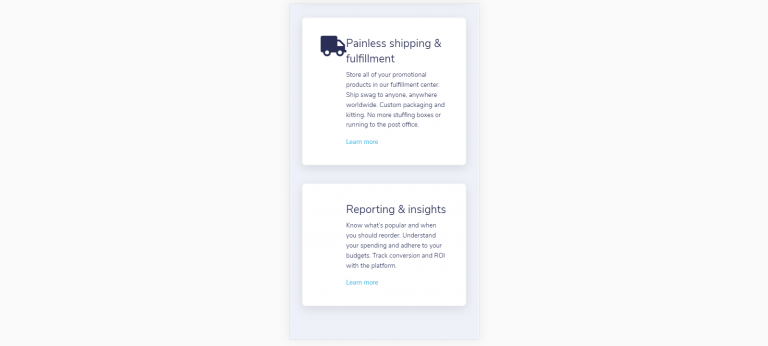 Painless shipping &
fulfillment
Store all of your promotional
products in our fulfillment center.
Ship swag to anyone, anywhere
worldwide. Custom packaging and
kitting. No more stuffing boxes or
running to the post office.
Learn more
Reporting & insights
Know what's popular and when
you should reorder. Understand
your spending and adhere to your
budgets. Track conversion and ROI
with the platform.
Learn more